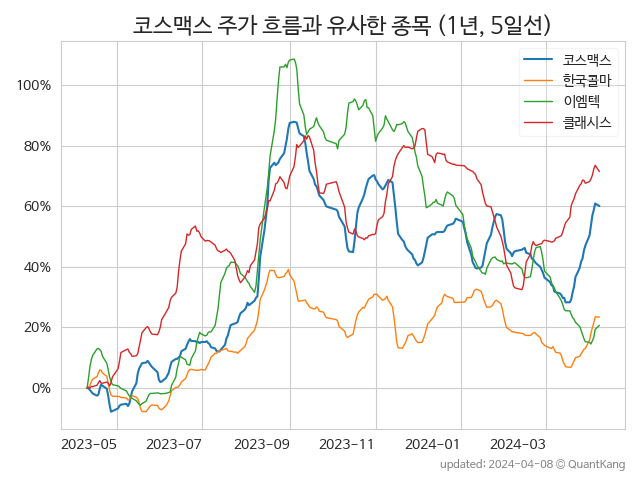 코스맥스 주가 흐름과 유사한 종목 (1년, 5일선)
코스맥스
한국콜마
이엠텍
클래시스
100%
80%
60%
40%
20%
0%
2023-05 2023-07 2023-09 2023-11 2024-01 2024-03
updated: 2024-04-08 © QuantKang